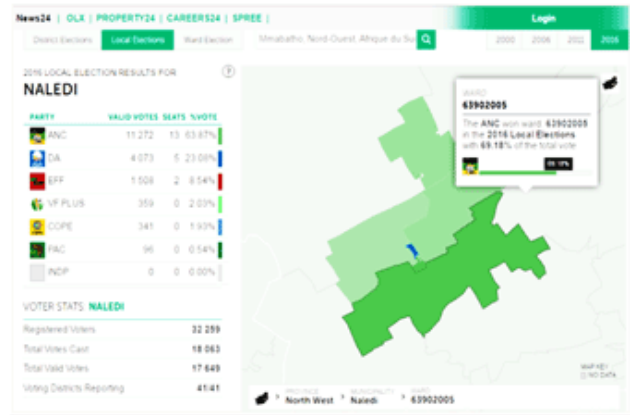 News24 | OLX | PROPERTY24 | CAREERS24 | SPREE |
Login
District Elections Local Elections Ward Election Mmabatho, Nord-Ouest, Afrique du Su 2000 2006 2011 2016
2016 LOCAL ELECTION RESULTS FOR ?
NALEDI
PARTY VALID VOTES SEATS %VOTE
ANC 11 272 13 63.87%
DA 4 073 5 23.08%
EFF 1 508 2 8.54%
VF PLUS 359 0 2.03%
COPE 341 0 1.93%
PAC 96 0 0.54%
INDP 0 0 0.00%
VOTER STATS: NALEDI
Registered Voters 32 259
Total Votes Cast 18 063
Total Valid Votes 17 649
Voting Districts Reporting 41/41
WARD
63902005
The ANC won ward 63902005
in the 2016 Local Elections
with 69.18% of the total vote
69.18%
MAP KEY
NO DATA
PROVINCE MUNICIPALITY WARD
> North West > Naledi > 63902005